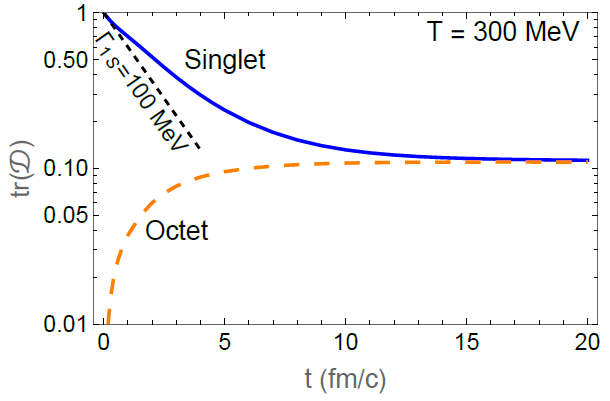 T = 300 MeV
1
Singlet
0.50
Γ1S=100 MeV
tr(𝒟)
0.10
0.05
Octet
0.01
0 5 10 15 20
t (fm/c)